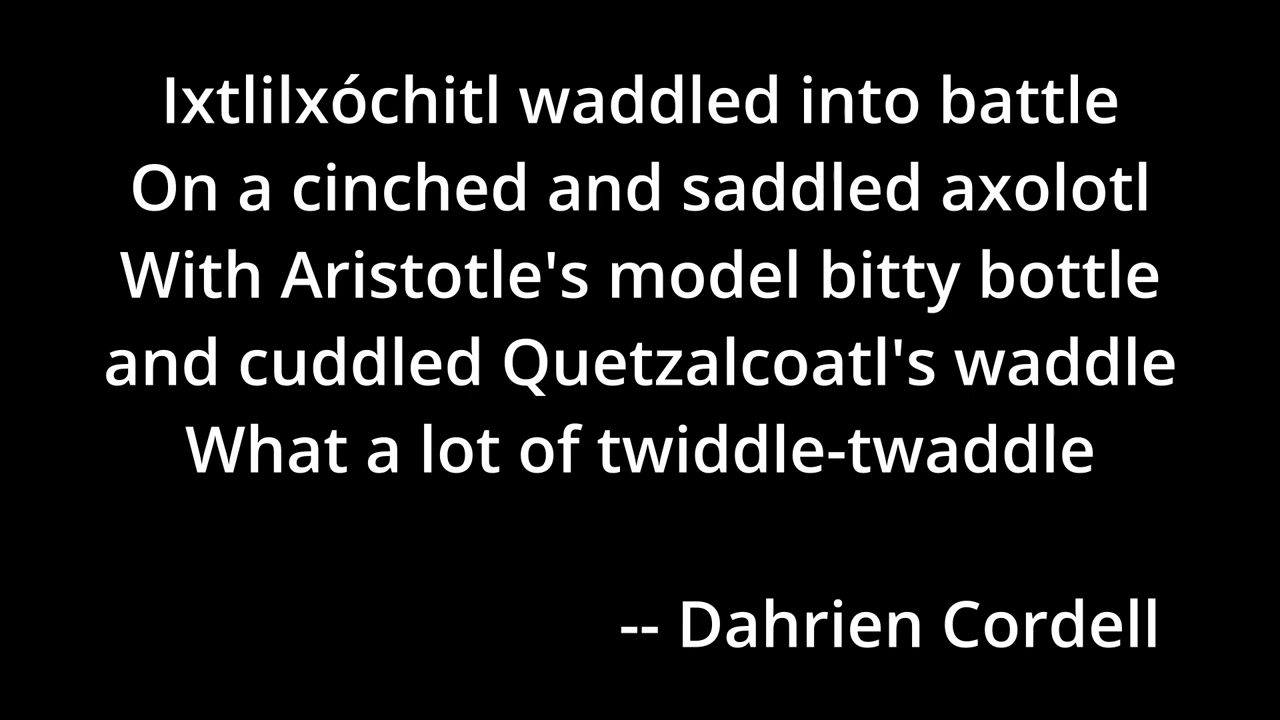 Ixtlilxóchitl waddled into battle
On a cinched and saddled axolotl
With Aristotle's model bitty bottle
and cuddled Quetzalcoatl's waddle
What a lot of twiddle-twaddle
-- Dahrien Cordell